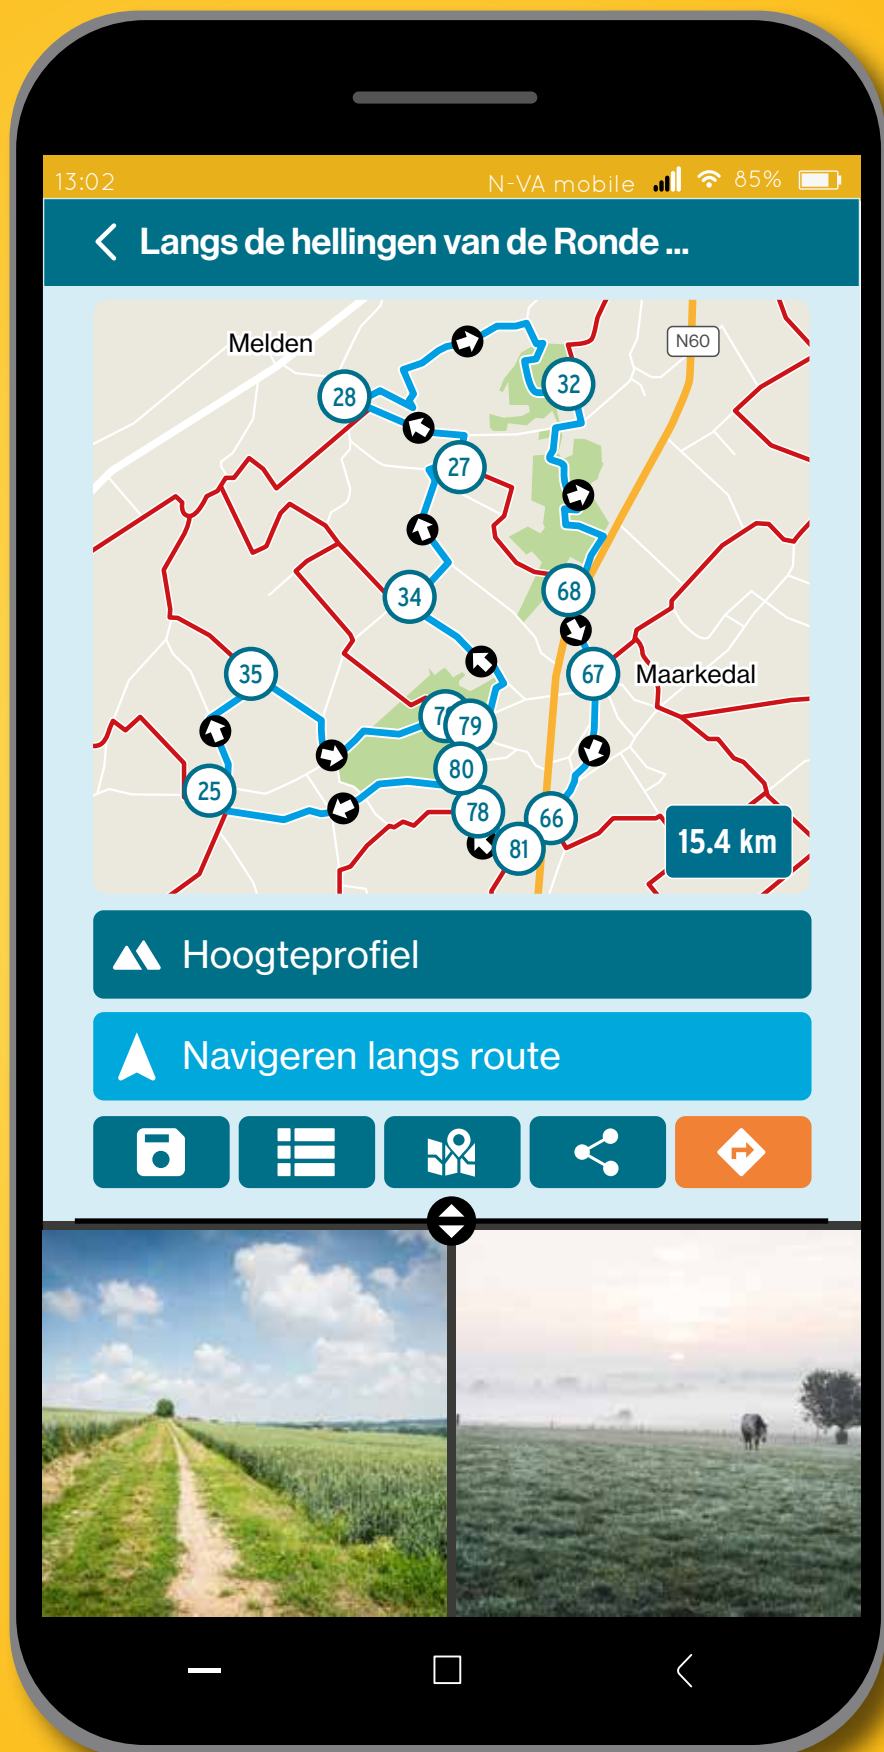 13:02
N-VA mobile
85%
Langs de hellingen van de Ronde ...
Melden
N60
28
32
27
34
68
35
67
Maarkedal
79
80
25
78
66
81
15.4 km
Hoogteprofiel
Navigeren langs route